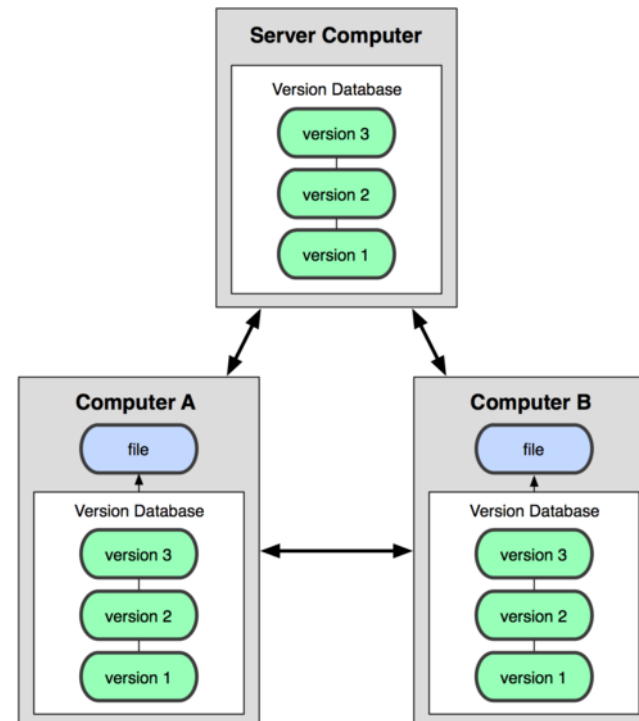 Server Computer
Version Database
version 3
version 2
version 1
Computer A
file
Version Database
version 3
version 2
version 1
Computer B
file
Version Database
version 3
version 2
version 1